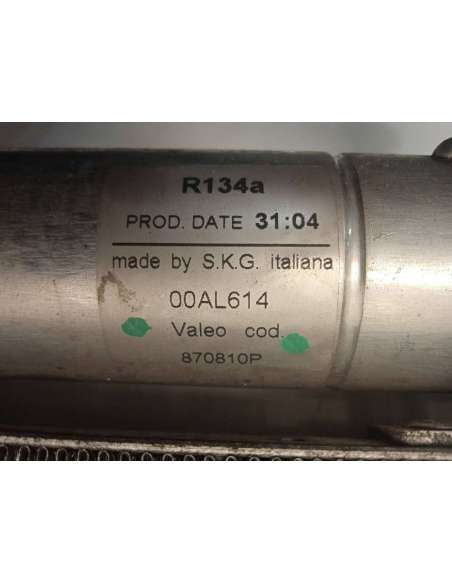 R134a
PROD. DATE 31:04
made by S.K.G. italiana
00AL614
Valeo cod.
870810P